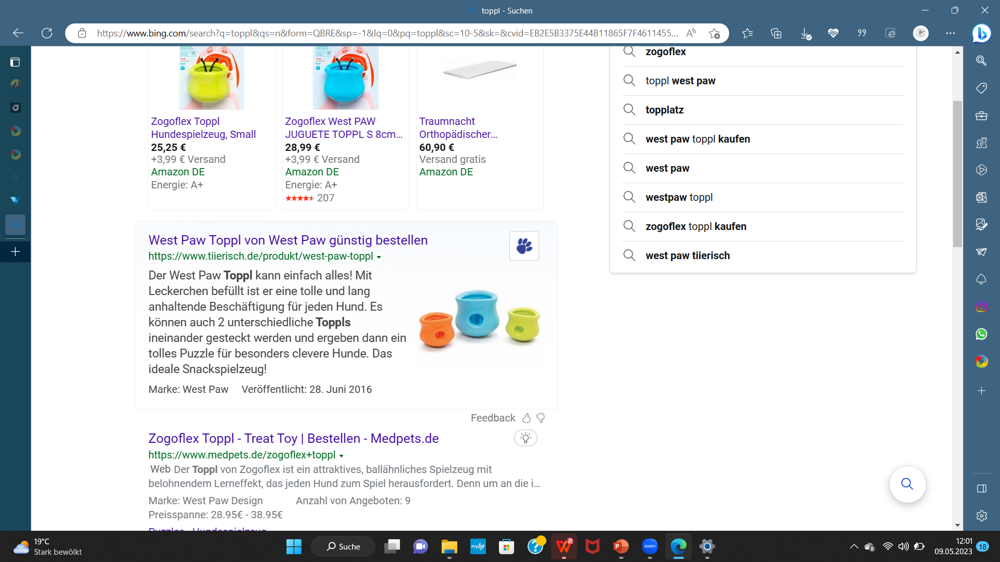 toppl - Suchen
https://www.bing.com/search?q=toppl&qs=n&form=QBRE&sp=-1&lq=0&pq=toppl&sc=10-5&sk=&cvid=EB2E5B3375E44B11865F7F4611455...
Zogoflex Toppl
Hundespielzeug, Small
25,25 €
+3,99 € Versand
Amazon DE
Energie: A+
Zogoflex West PAW
JUGUETE TOPPL S 8cm...
28,99 €
+3,99 € Versand
Amazon DE
Energie: A+
207
Traumnacht
Orthopädischer...
60,90 €
Versand gratis
Amazon DE
zogoflex
toppl west paw
topplatz
west paw toppl kaufen
west paw
westpaw toppl
zogoflex toppl kaufen
west paw tiierisch
West Paw Toppl von West Paw günstig bestellen
https://www.tiierisch.de/produkt/west-paw-toppl
Der West Paw Toppl kann einfach alles! Mit
Leckerchen befüllt ist er eine tolle und lang
anhaltende Beschäftigung für jeden Hund. Es
können auch 2 unterschiedliche Toppls
ineinander gesteckt werden und ergeben dann ein
tolles Puzzle für besonders clevere Hunde. Das
ideale Snackspielzeug!
Marke: West Paw Veröffentlicht: 28. Juni 2016
Feedback
Zogoflex Toppl - Treat Toy | Bestellen - Medpets.de
https://www.medpets.de/zogoflex+toppl
Web Der Toppl von Zogoflex ist ein attraktives, ballähnliches Spielzeug mit
belohnendem Lerneffekt, das jeden Hund zum Spiel herausfordert. Denn um an die i...
Marke: West Paw Design Anzahl von Angeboten: 9
Preisspanne: 28.95€ - 38.95€
19°C
Stark bewölkt
Suche
myhp
zoom
12:01
09.05.2023
18